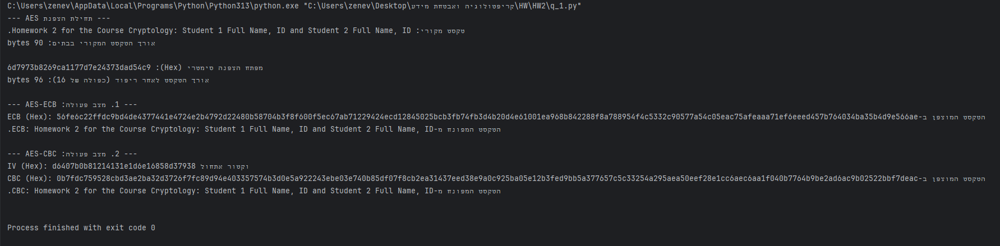 C:\Users\zenev\AppData\Local\Programs\Python\Python313\python.exe "C:\Users\zenev\Desktop\קריפטולוגיה ואבטחת מידע\HW\HW2\q_1.py"
--- תחילת הצפנת AES ---
טקסט מקורי: Homework 2 for the Course Cryptology: Student 1 Full Name, ID and Student 2 Full Name, ID.
אורך הטקסט המקורי בבתים: 90 bytes
מפתח הצפנה סימטרי (Hex): 6d7973b8269ca1177d7e24373dad54c9
אורך הטקסט לאחר ריפוד (כפולה של 16): 96 bytes
--- 1. מצב פעולה: AES-ECB ---
הטקסט המוצפן ב-ECB (Hex): 56fe6c22ffdc9bd4de4377441e4724e2b4792d22480b58704b3f8f600f5ec67ab71229424ecd12845025bcb3fb74fb3d4b20d4e61001ea968b842288f8a788954f4c5332c90577a54c05eac75afeaaa71ef6eeed457b764034ba35b4d9e566ae
הטקסט המפונח מ-ECB: Homework 2 for the Course Cryptology: Student 1 Full Name, ID and Student 2 Full Name, ID.
--- 2. מצב פעולה: AES-CBC ---
וקטור אתחול IV (Hex): d6407b0b81214131e1d6e16858d37938
הטקסט המוצפן ב-CBC (Hex): 0b7fdc759528cbd3ae2ba32d3726f7fc89d94e403357574b3d0e5a922243ebe03e740b85df07f8cb2ea31437eed38e9a0c925ba05e12b3fed9bb5a377657c5c33254a295aea50eef28e1cc6aec6aa1f040b7764b9be2ad6ac9b02522bbf7deac
הטקסט המפונח מ-CBC: Homework 2 for the Course Cryptology: Student 1 Full Name, ID and Student 2 Full Name, ID.
Process finished with exit code 0